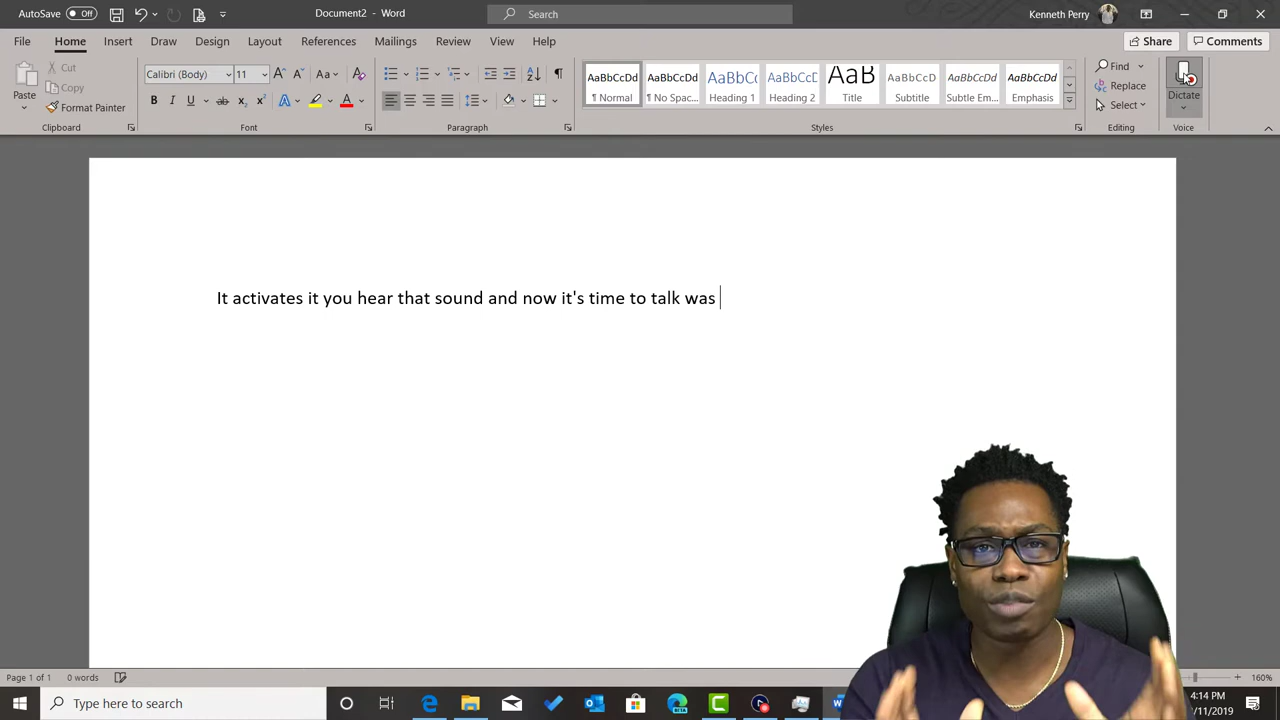 AutoSave Off
Document2 - Word
Search
Kenneth Perry
File Home Insert Draw Design Layout References Mailings Review View Help
Share Comments
Paste
Cut
Copy
Format Painter
Clipboard
Calibri (Body) 11
Font
Paragraph
AaBbCcDd ¶ Normal
AaBbCcDd ¶ No Spac...
AaBbC( Heading 1
AaBbCcD Heading 2
AaB Title
AaBbCcD Subtitle
AaBbCcDd Subtle Em...
AaBbCcDd Emphasis
Styles
Find
Replace
Select
Editing
Dictate
Voice
It activates it you hear that sound and now it's time to talk was
Page 1 of 1 0 words
160%
Type here to search
4:14 PM
/11/2019